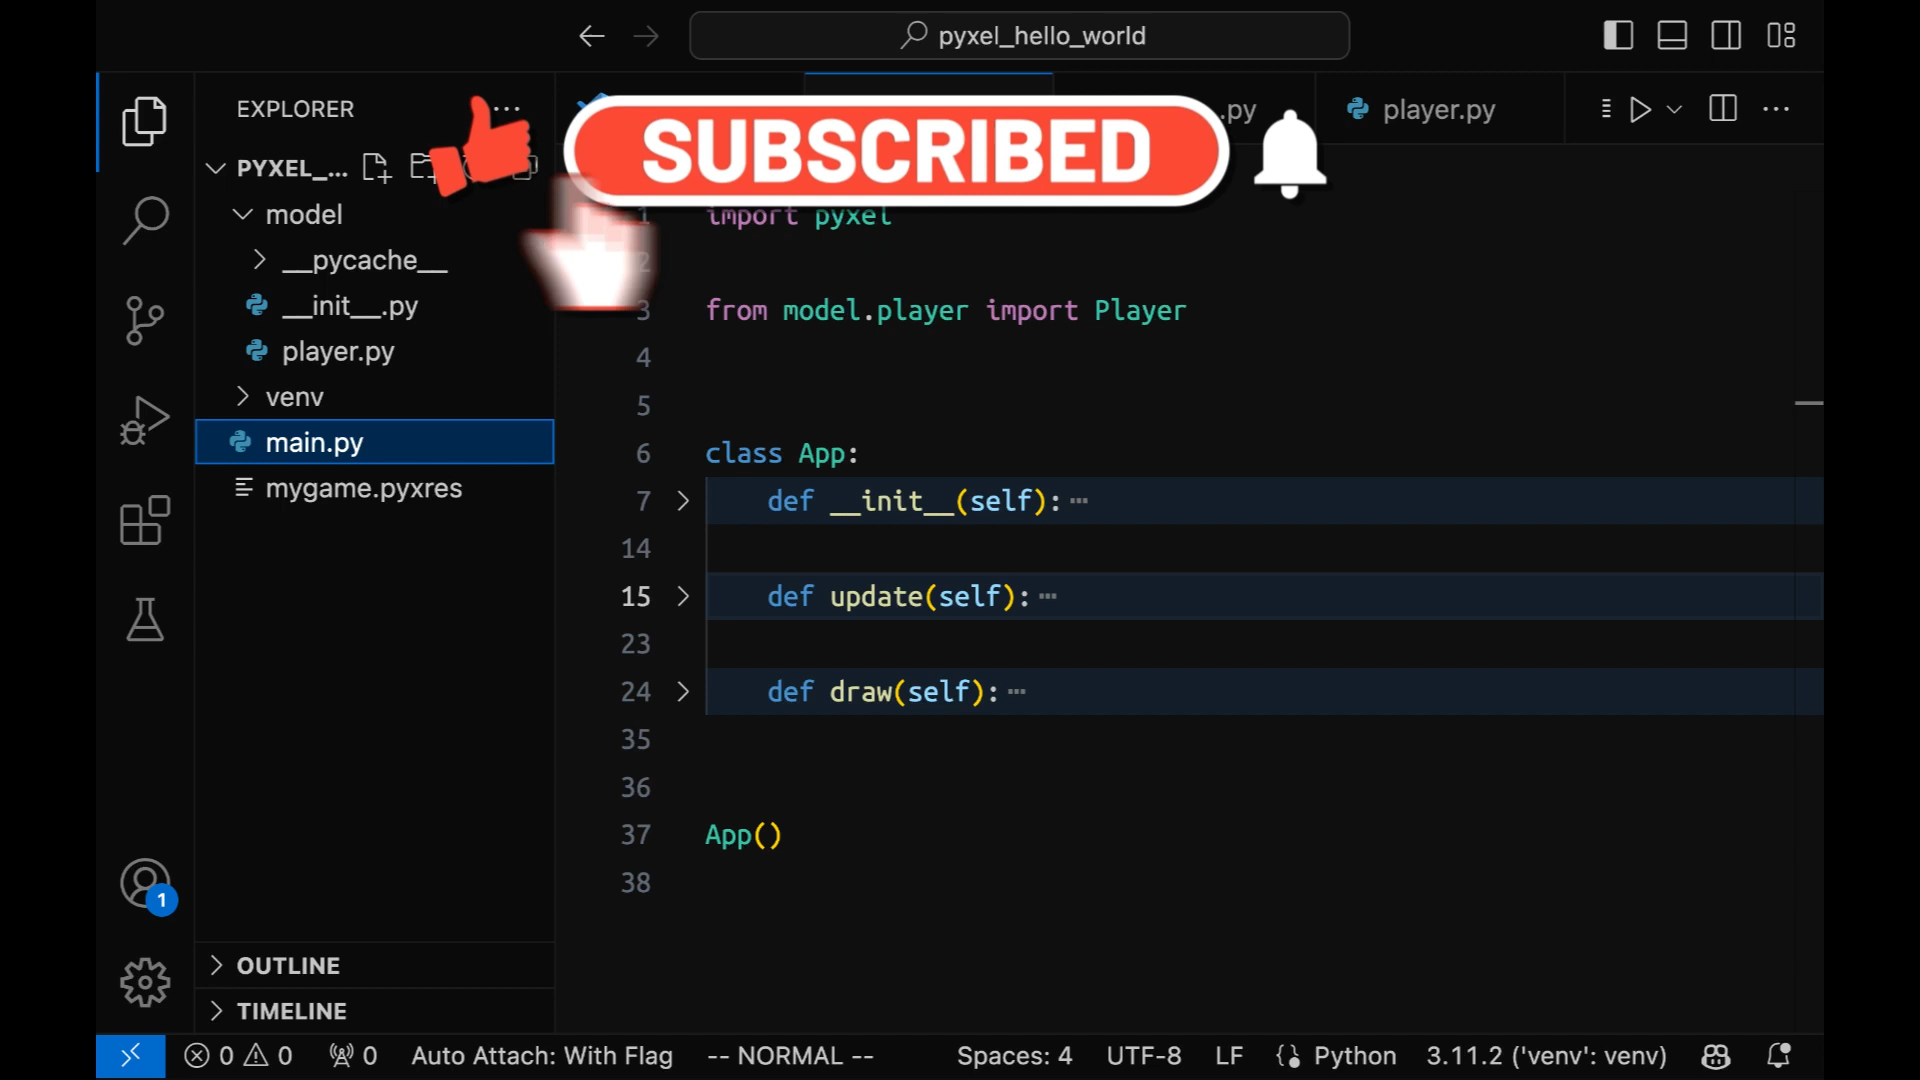 pyxel_hello_world
EXPLORER
.py
player.py
SUBSCRIBED
PYXEL_...
model
__pycache__
__init__.py
player.py
venv
main.py
mygame.pyxres
1 import pyxel
2
3 from model.player import Player
4
5
6 class App:
7 def __init__(self):⋯
14
15 def update(self):⋯
23
24 def draw(self):⋯
35
36
37 App()
38
1
OUTLINE
TIMELINE
0 0 0 Auto Attach: With Flag -- NORMAL -- Spaces: 4 UTF-8 LF Python 3.11.2 ('venv': venv)